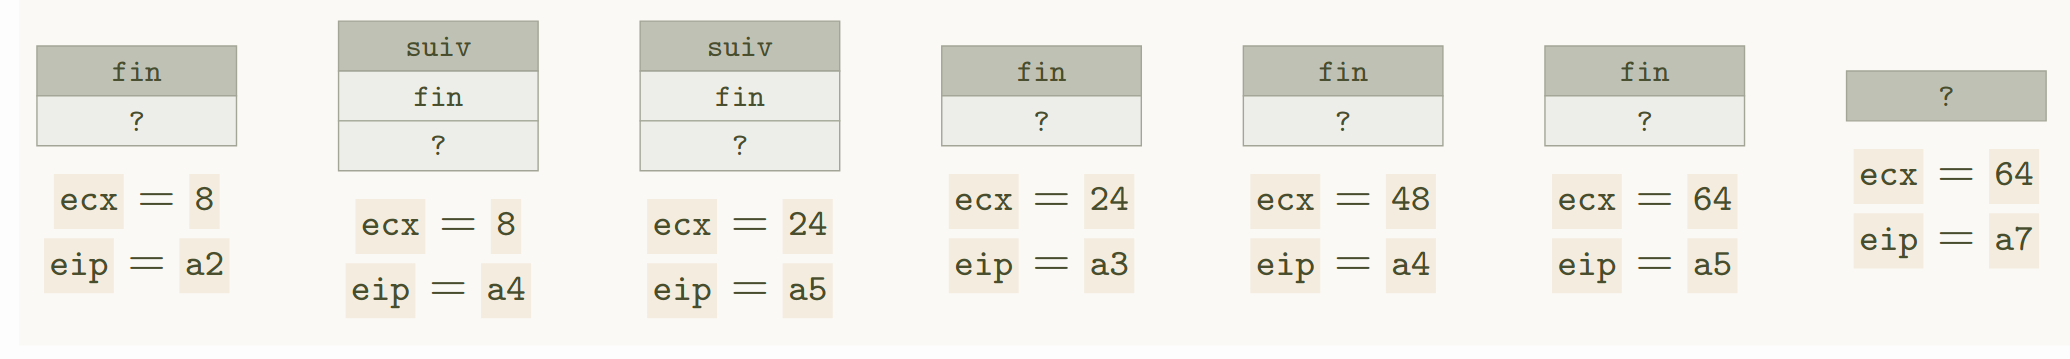 fin
?
ecx = 8
eip = a2
suiv
fin
?
ecx = 8
eip = a4
suiv
fin
?
ecx = 24
eip = a5
fin
?
ecx = 24
eip = a3
fin
?
ecx = 48
eip = a4
fin
?
ecx = 64
eip = a5
?
ecx = 64
eip = a7